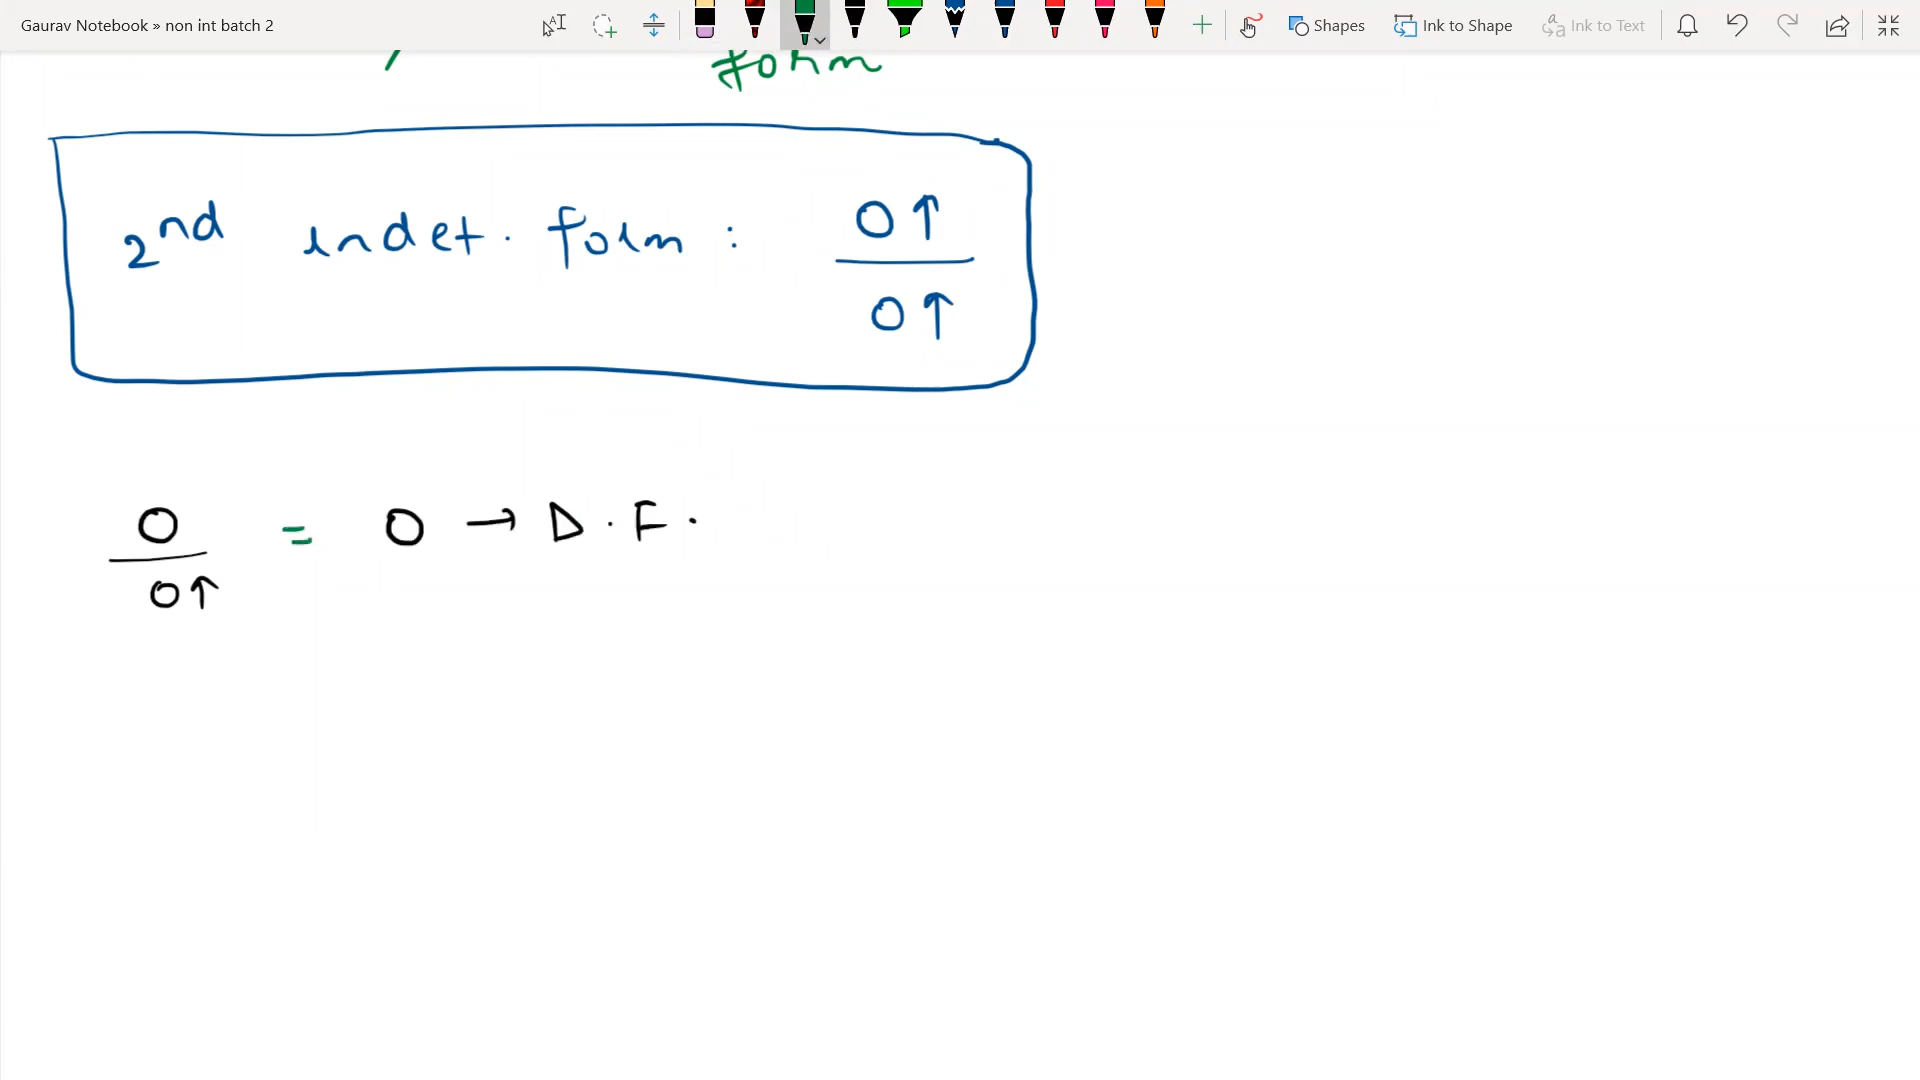 Gaurav Notebook » non int batch 2
Shapes
Ink to Shape
Ink to Text
form
2nd indet. form : 0↑ / 0↑
0 / 0↑ = 0 → D.F.